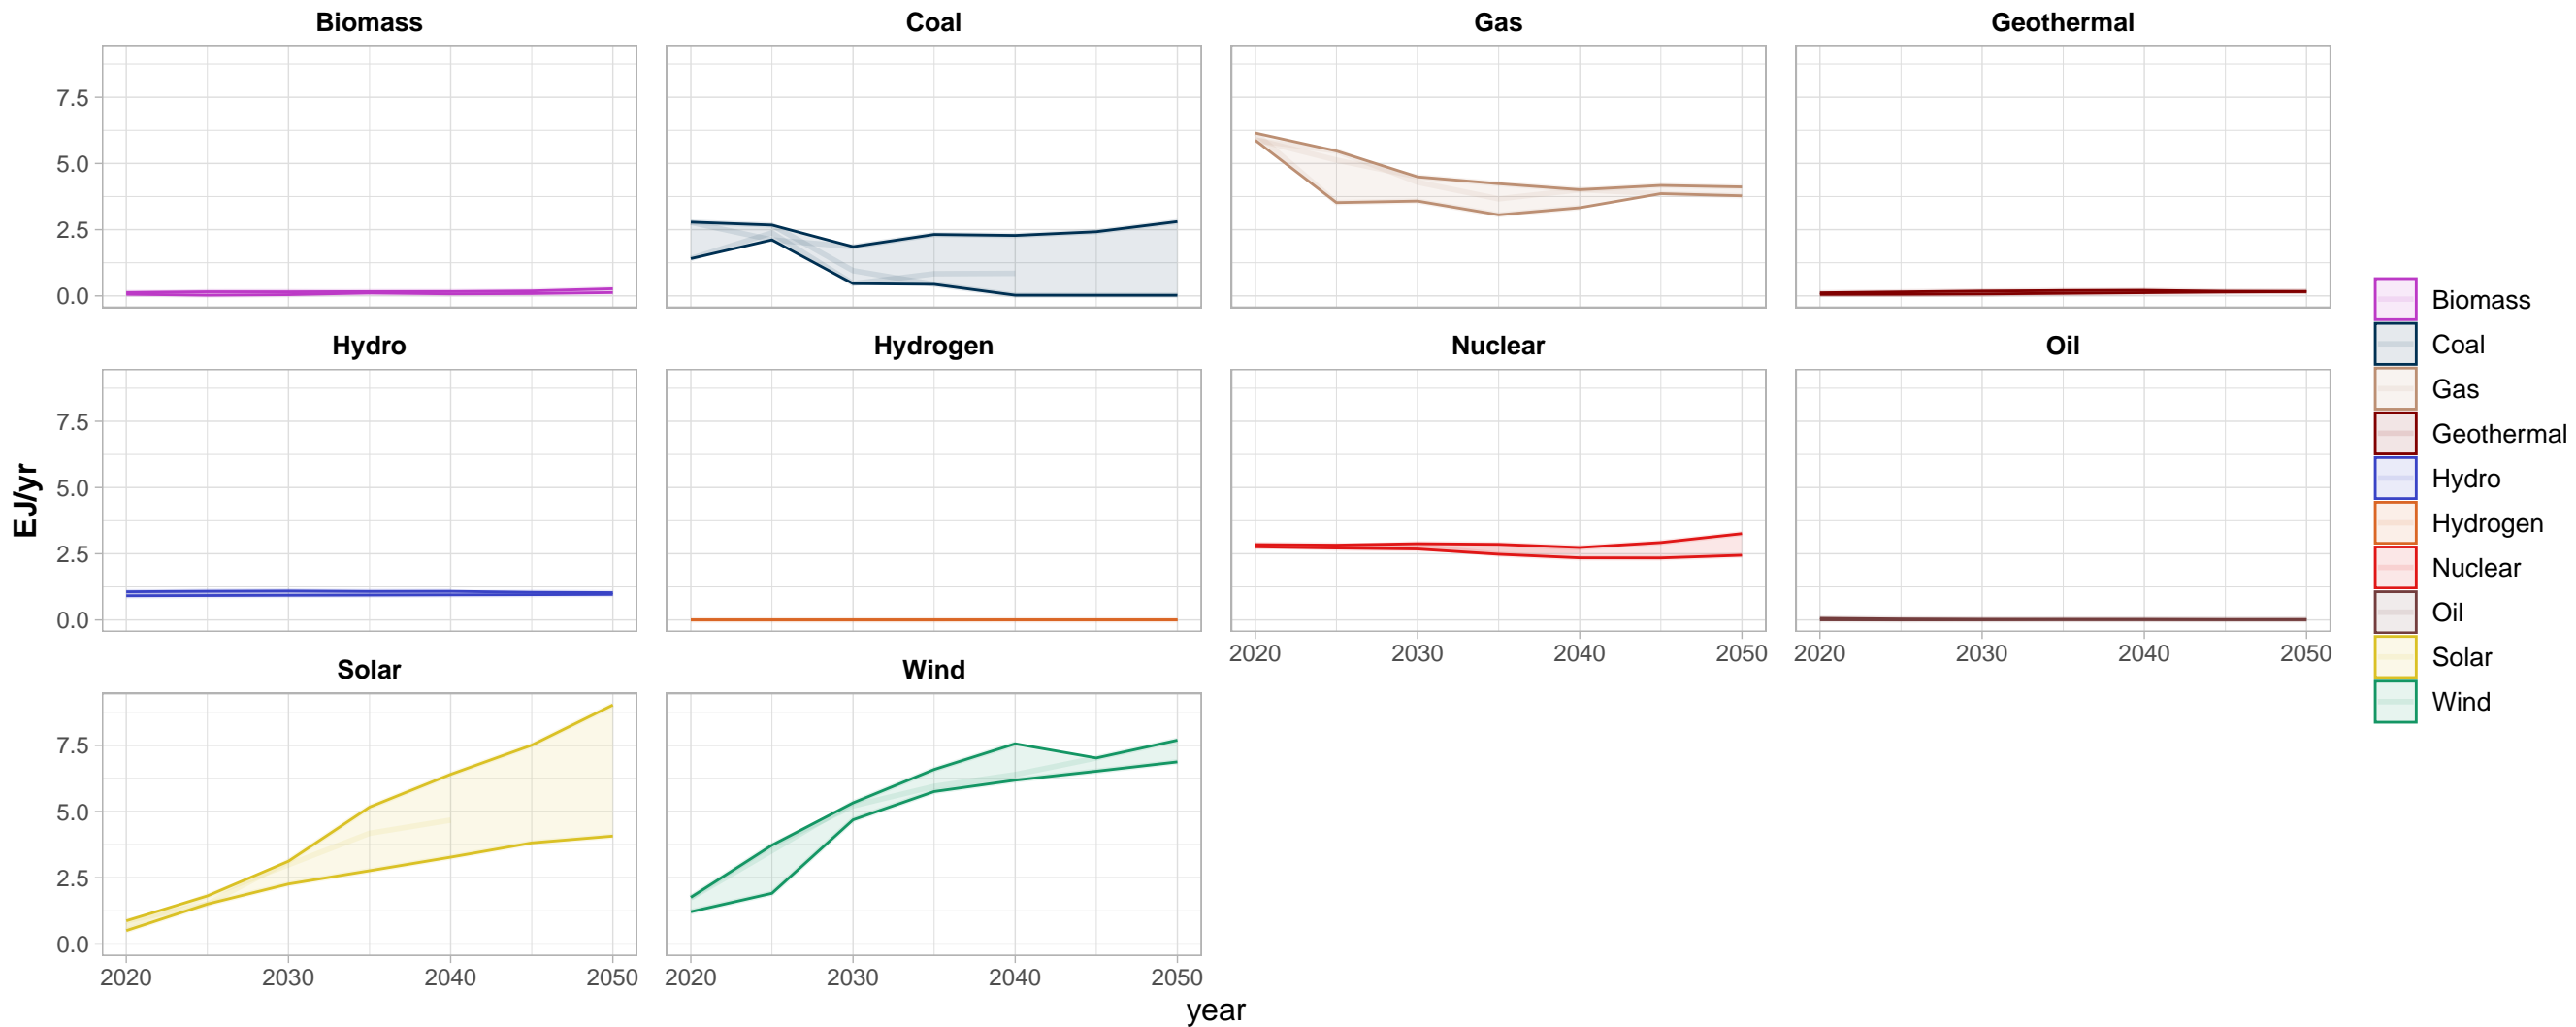 Biomass
Coal
Gas
Geothermal
7.5
5.0
2.5
0.0
Hydro
Hydrogen
Nuclear
Oil
EJ/yr
7.5
5.0
2.5
0.0
2020 2030 2040 2050
2020 2030 2040 2050
Solar
Wind
7.5
5.0
2.5
0.0
2020 2030 2040 2050
2020 2030 2040 2050
year
Biomass
Coal
Gas
Geothermal
Hydro
Hydrogen
Nuclear
Oil
Solar
Wind